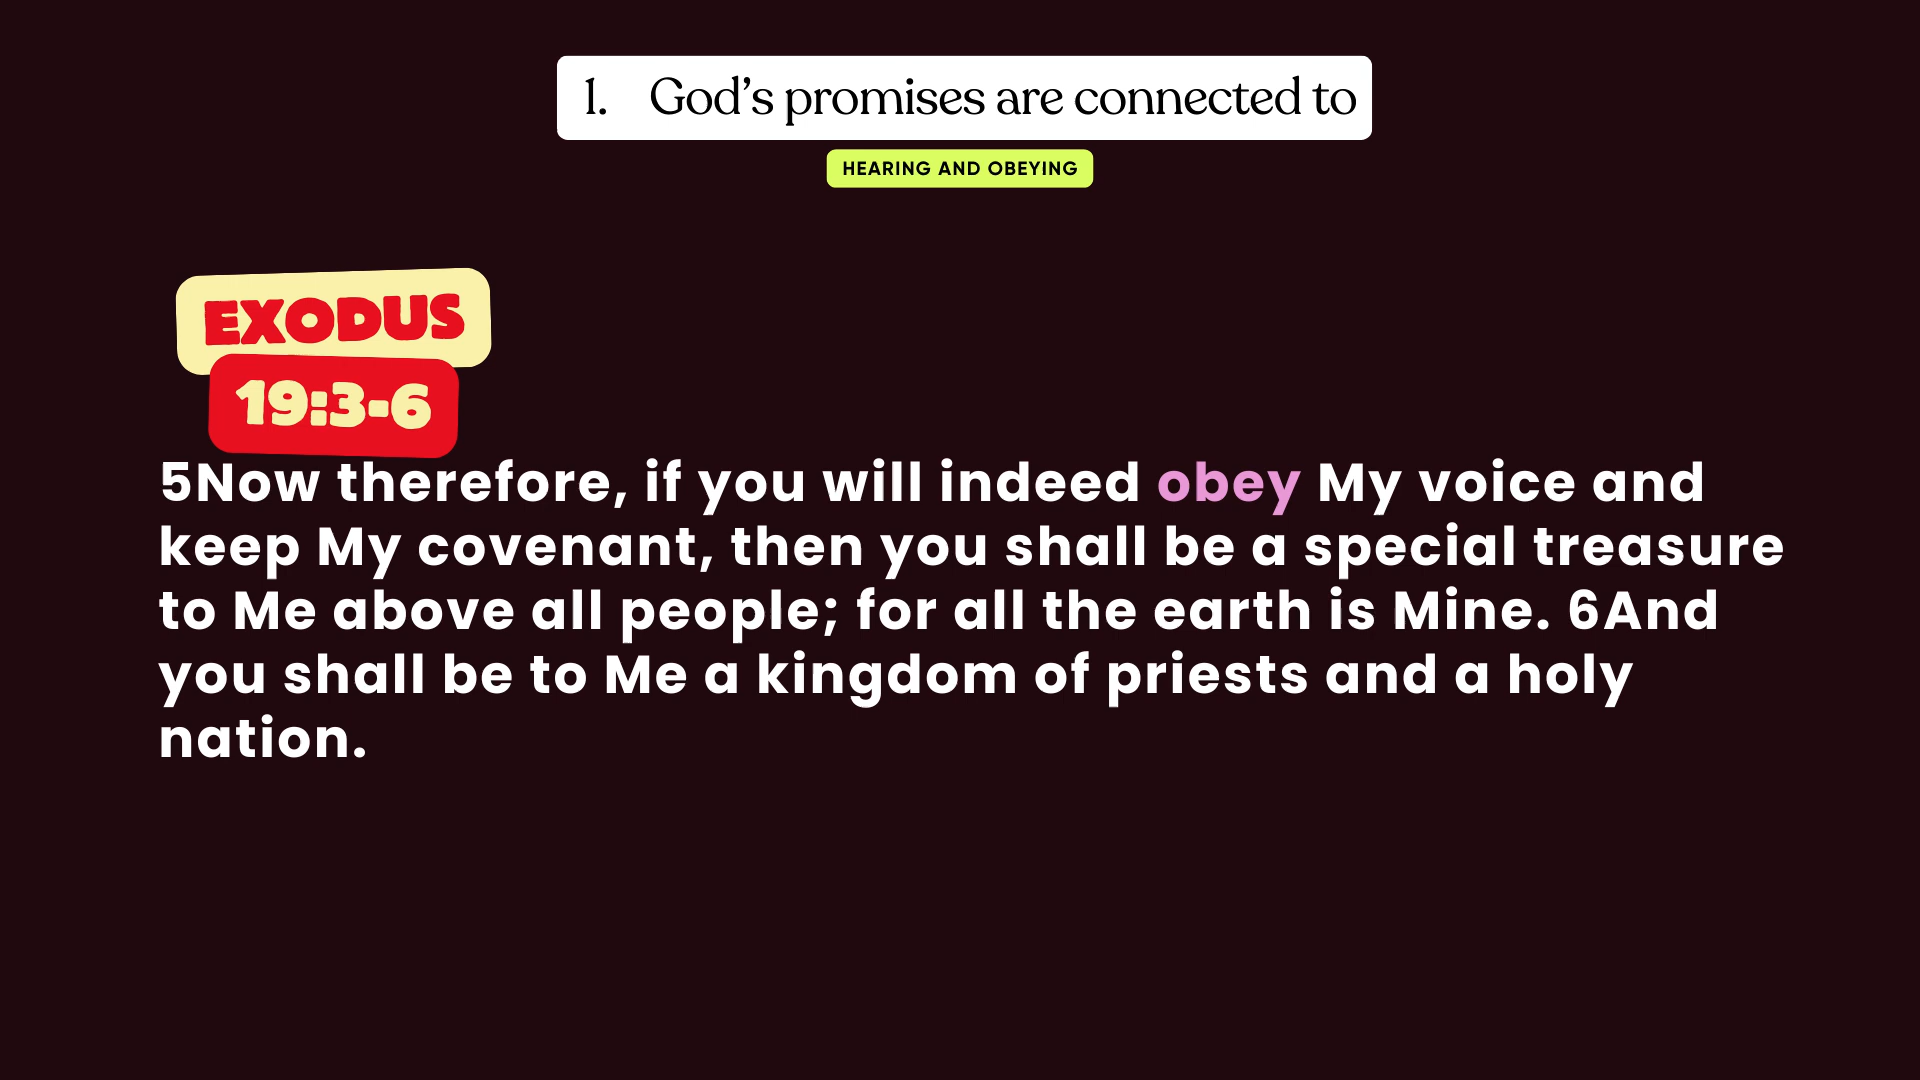 1. God’s promises are connected to
HEARING AND OBEYING
EXODUS
19:3-6
5Now therefore, if you will indeed obey My voice and
keep My covenant, then you shall be a special treasure
to Me above all people; for all the earth is Mine. 6And
you shall be to Me a kingdom of priests and a holy
nation.